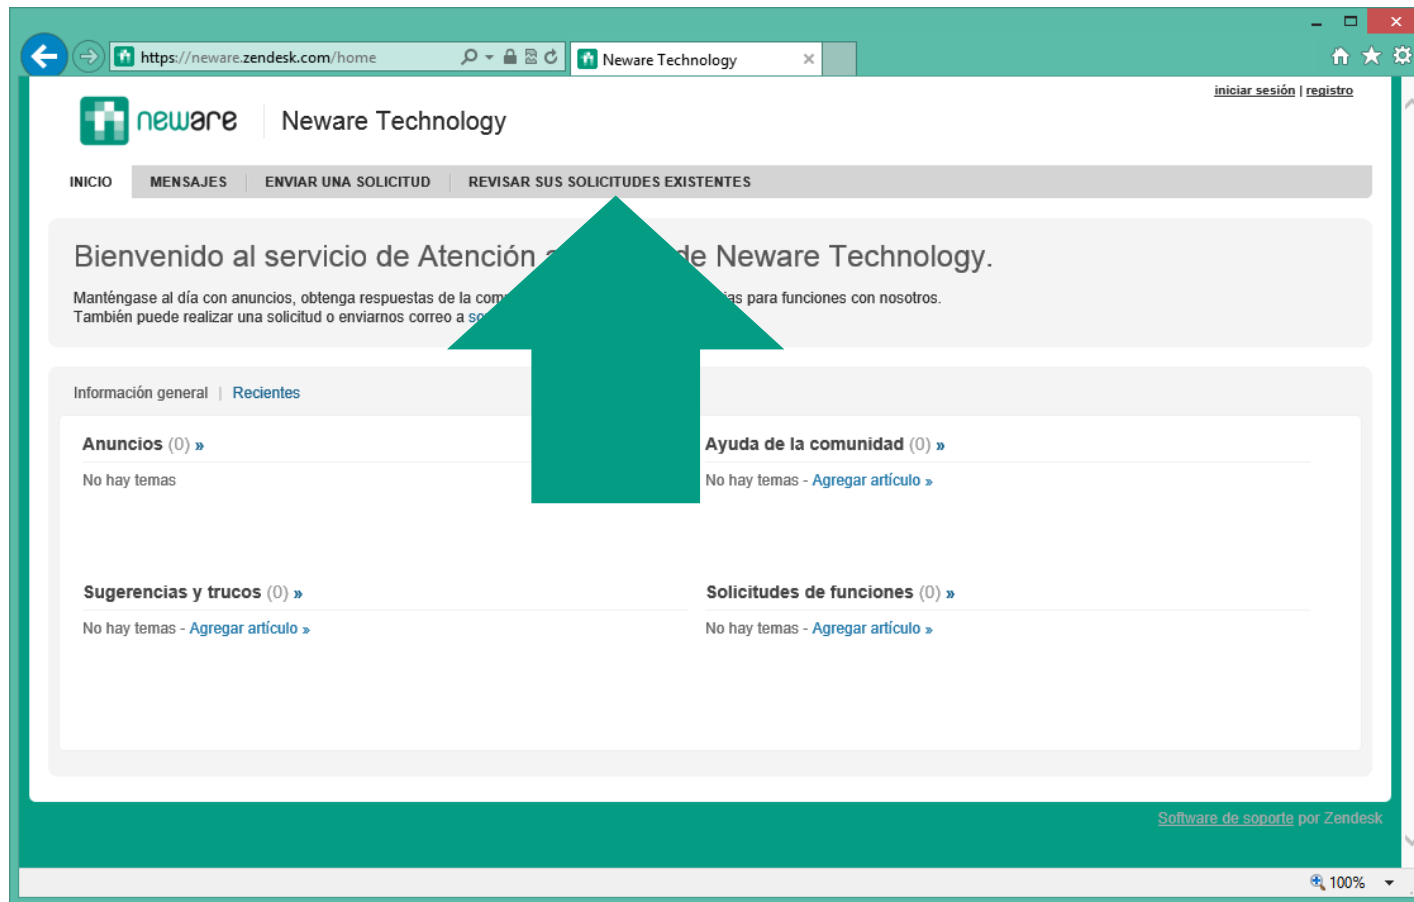 https://neware.zendesk.com/home
Neware Technology
iniciar sesión | registro
neware
Neware Technology
INICIO
MENSAJES
ENVIAR UNA SOLICITUD
REVISAR SUS SOLICITUDES EXISTENTES
Bienvenido al servicio de Atención de Neware Technology.
Manténgase al día con anuncios, obtenga respuestas de la para funciones con nosotros.
También puede realizar una solicitud o enviarnos correo a
Información general | Recientes
Anuncios (0) »
No hay temas
Ayuda de la comunidad (0) »
No hay temas - Agregar artículo »
Sugerencias y trucos (0) »
No hay temas - Agregar artículo »
Solicitudes de funciones (0) »
No hay temas - Agregar artículo »
Software de soporte por Zendesk
100%